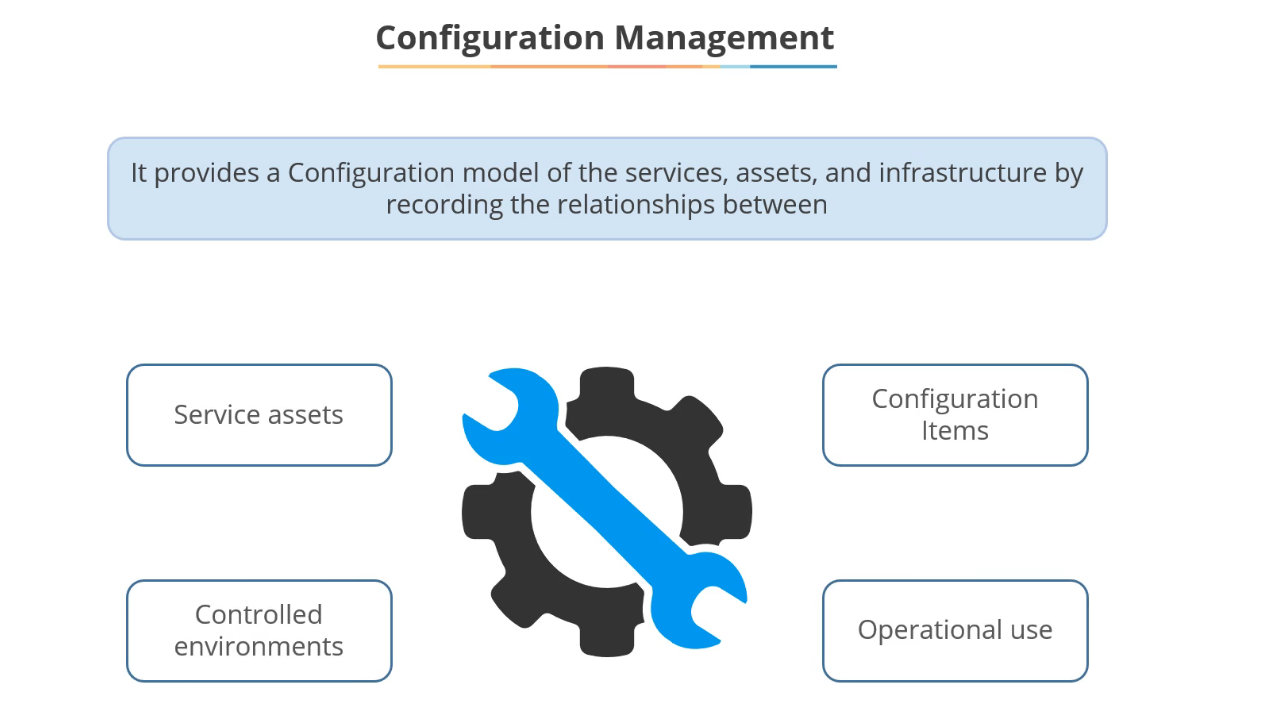 Configuration Management
It provides a Configuration model of the services, assets, and infrastructure by
recording the relationships between
Service assets
Configuration
Items
Controlled
environments
Operational use